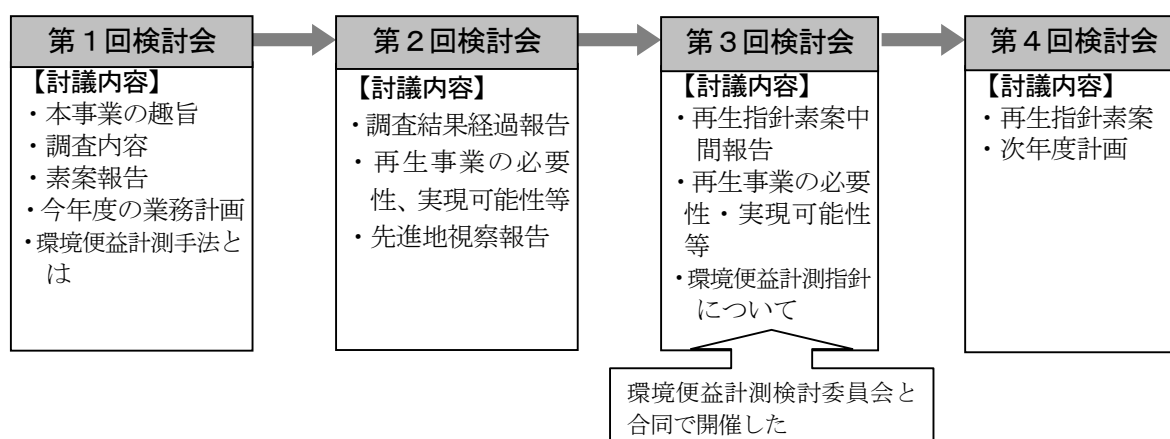 第１回検討会
【討議内容】
・本事業の趣旨
・調査内容
・素案報告
・今年度の業務計画
・環境便益計測手法と
は
第２回検討会
【討議内容】
・調査結果経過報告
・再生事業の必要
性、実現可能性等
・先進地視察報告
第３回検討会
【討議内容】
・再生指針素案中
間報告
・再生事業の必要
性・実現可能性
等
・環境便益計測指針
について
第４回検討会
【討議内容】
・再生指針素案
・次年度計画
環境便益計測検討委員会と
合同で開催した